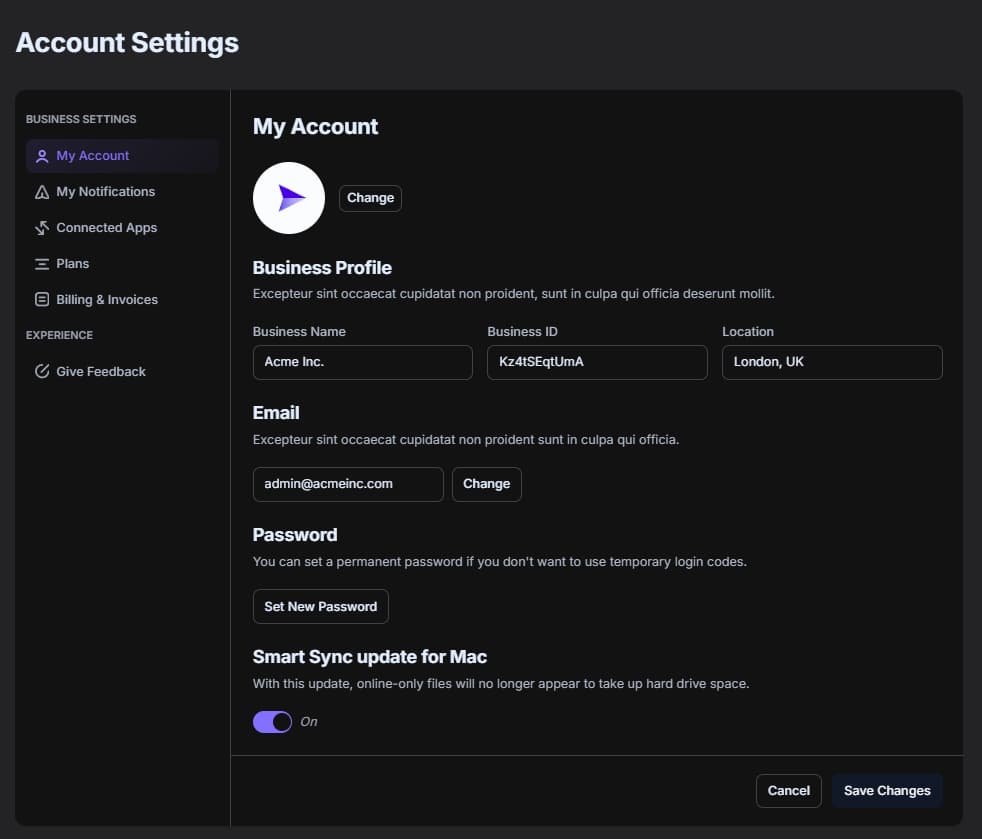 Account Settings
BUSINESS SETTINGS
My Account
My Notifications
Connected Apps
Plans
Billing & Invoices
EXPERIENCE
Give Feedback
My Account
Change
Business Profile
Excepteur sint occaecat cupidatat non proident, sunt in culpa qui officia deserunt mollit.
Business Name Business ID Location
Acme Inc. Kz4tSEqtUmA London, UK
Email
Excepteur sint occaecat cupidatat non proident sunt in culpa qui officia.
admin@acmeinc.com Change
Password
You can set a permanent password if you don't want to use temporary login codes.
Set New Password
Smart Sync update for Mac
With this update, online-only files will no longer appear to take up hard drive space.
On
Cancel Save Changes